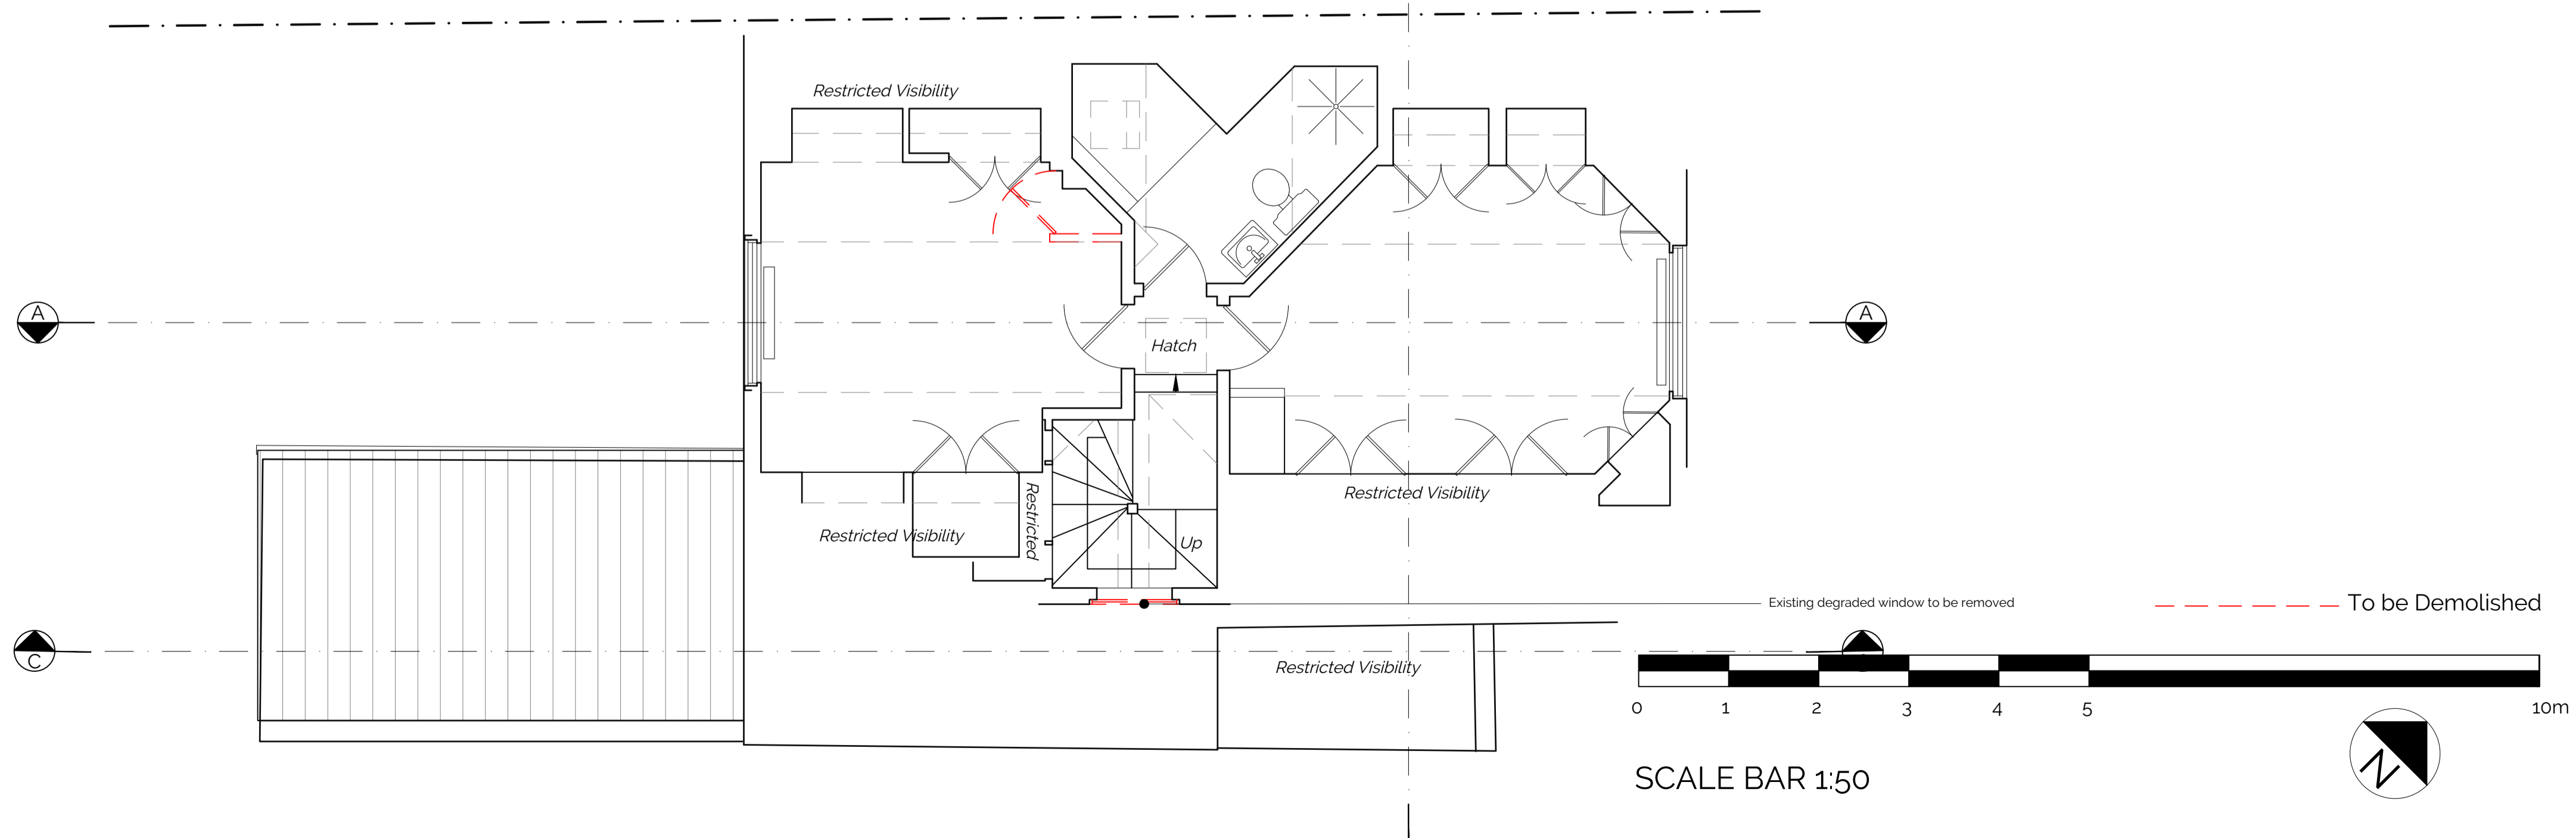 Restricted Visibility
A
A
Hatch
Restricted
Restricted Visibility
Restricted Visibility
Up
Existing degraded window to be removed
To be Demolished
C
Restricted Visibility
0 1 2 3 4 5 10m
SCALE BAR 1:50
N